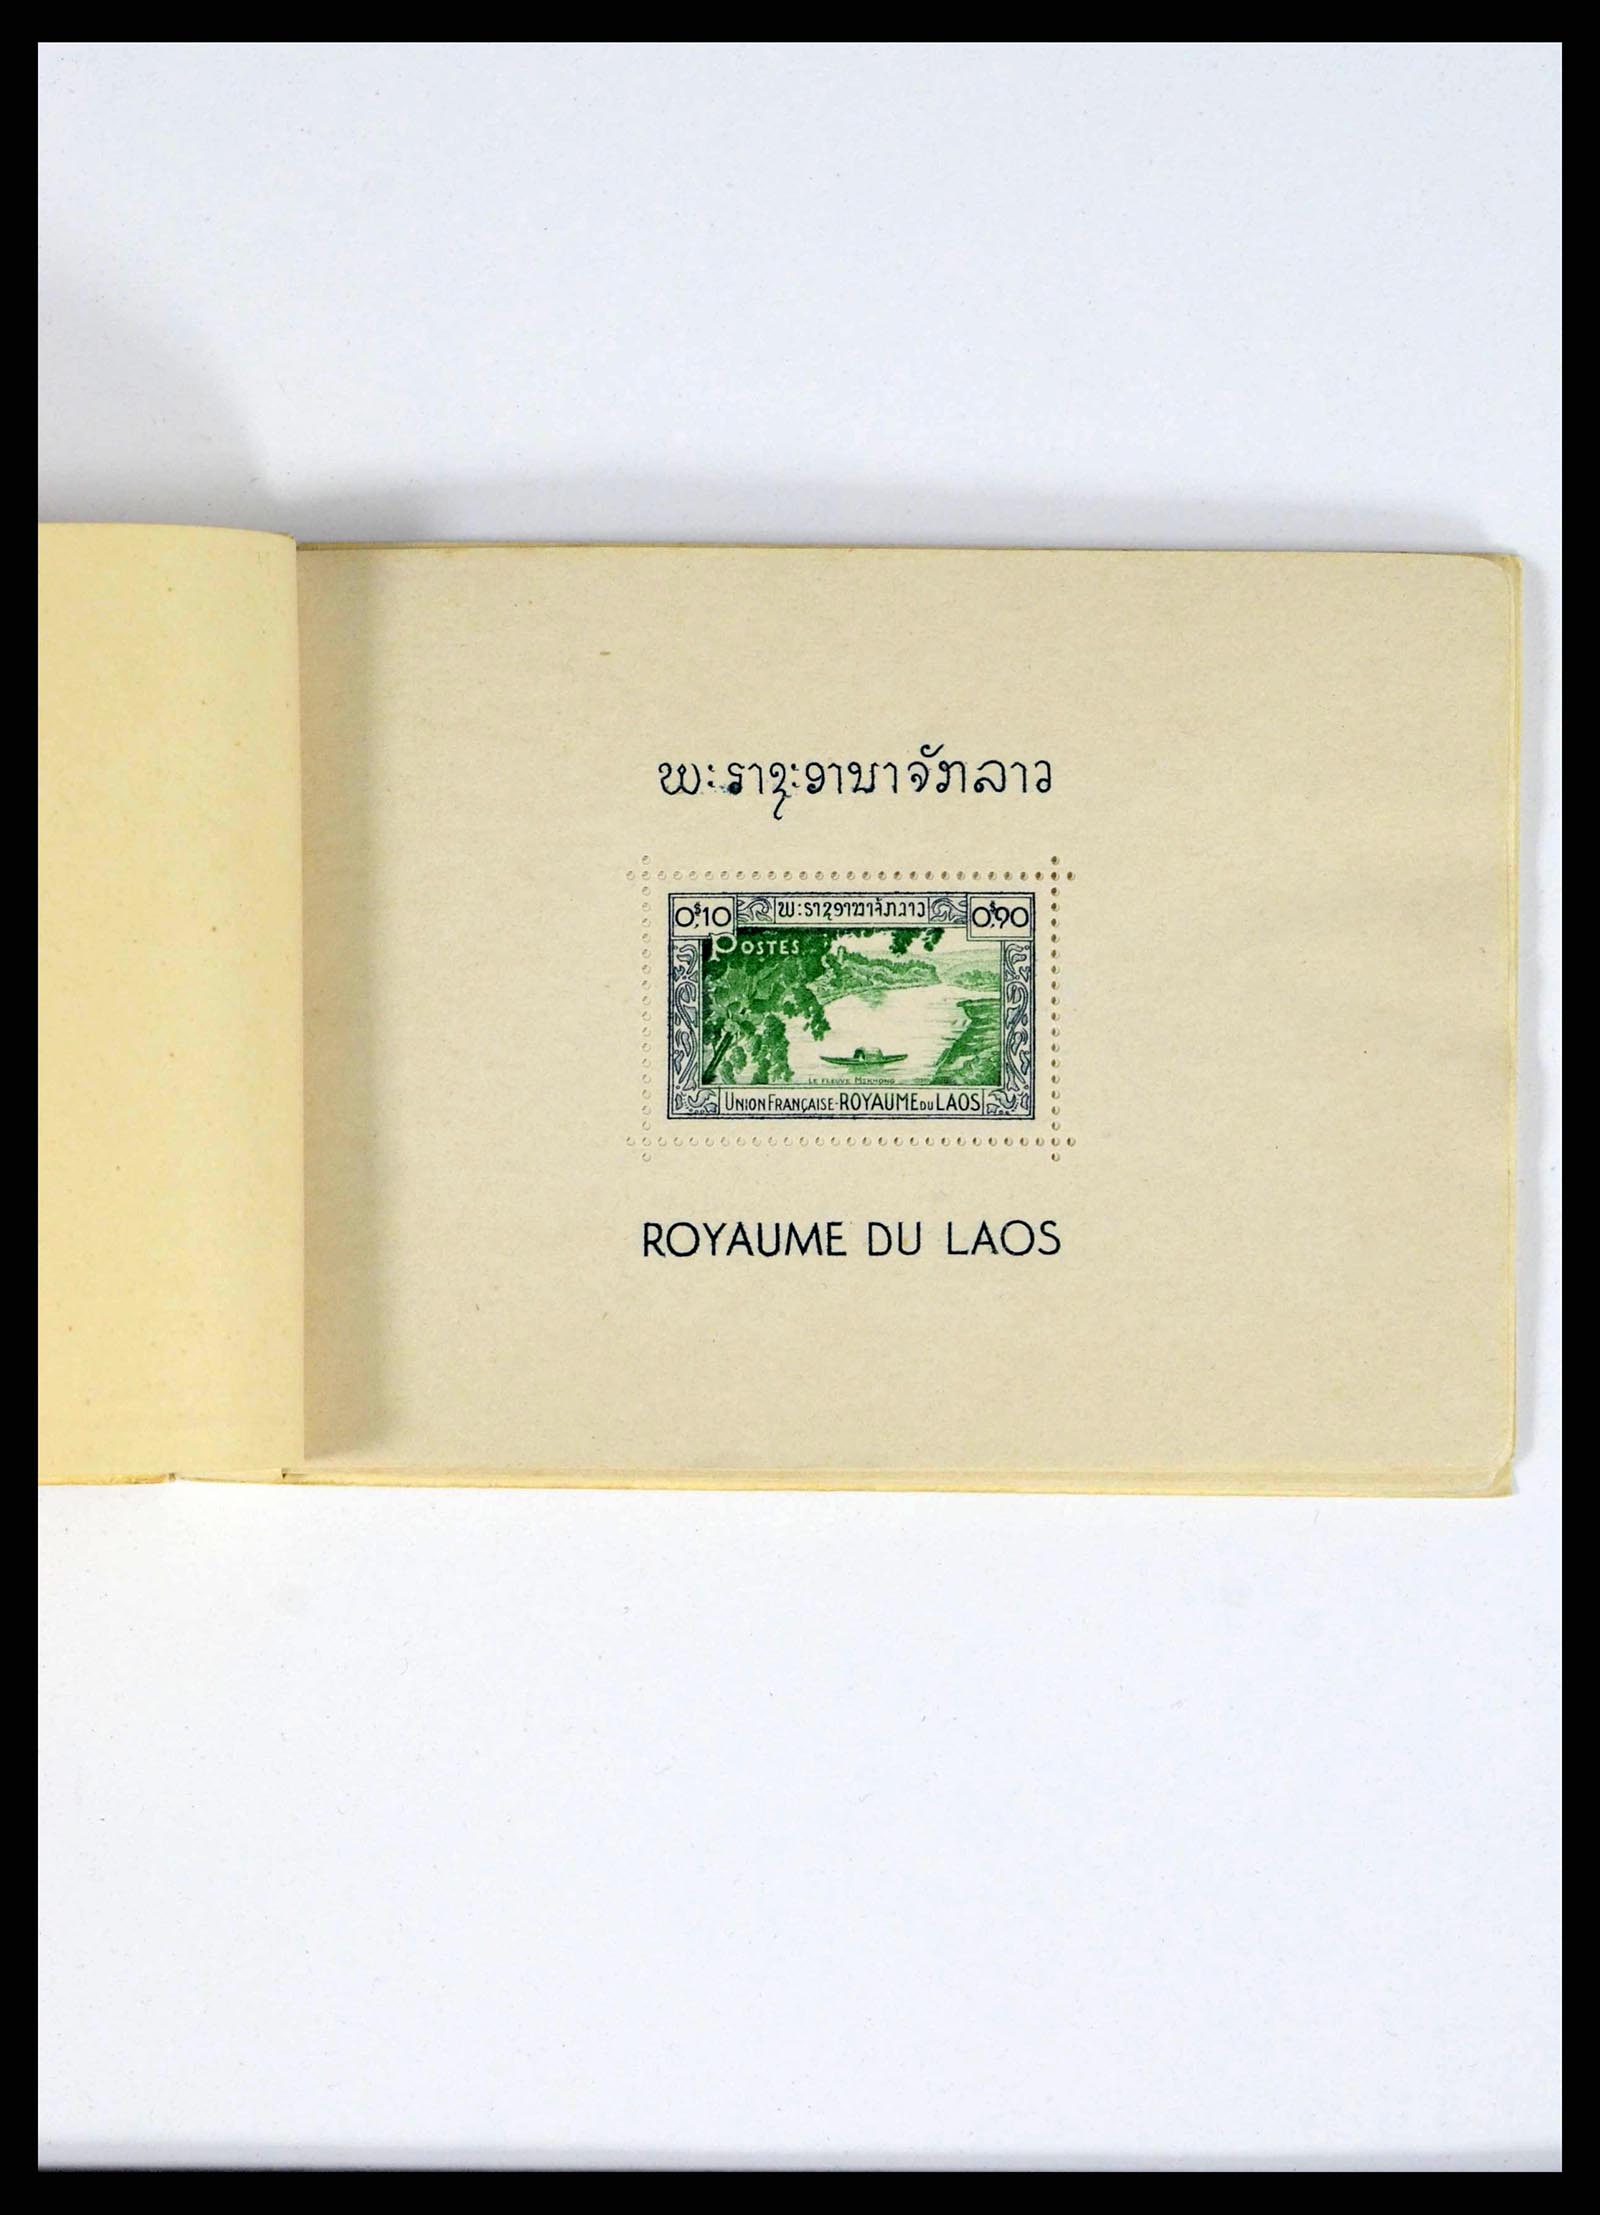 ພະຣາຊະອານາຈັກລາວ
0$10 ພະຣາຊອານາຈັກລາວ 0$90
POSTES
LE FLEUVE MEKHONG
UNION FRANÇAISE-ROYAUME DU LAOS
ROYAUME DU LAOS